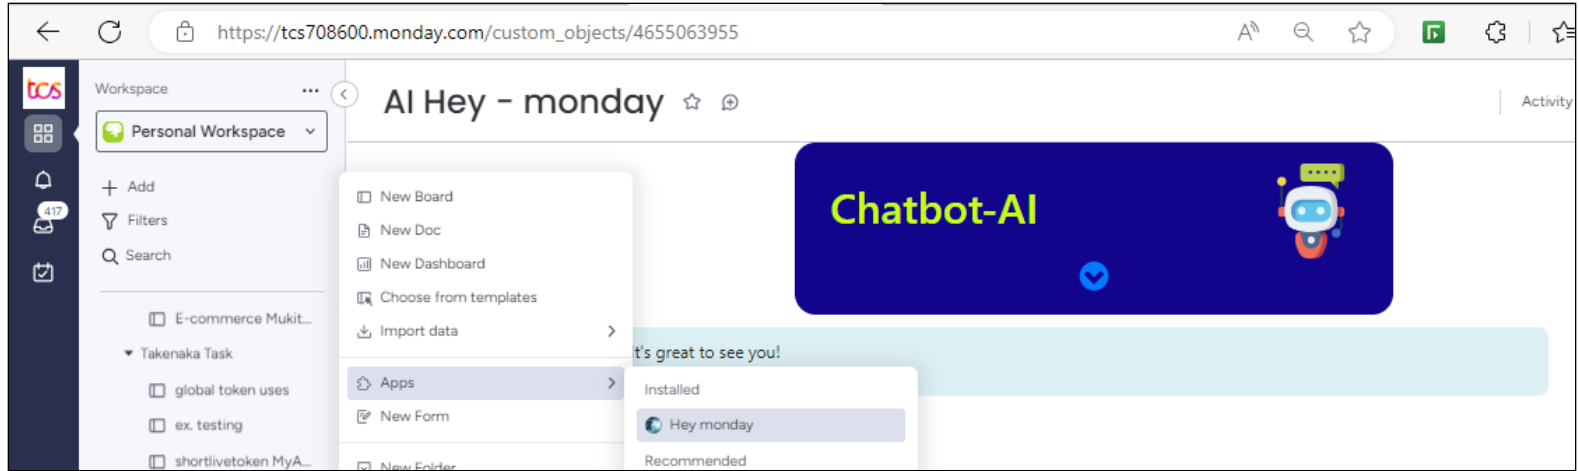 https://tcs708600.monday.com/custom_objects/4655063955
tcs
Workspace
Personal Workspace
417
Add
Filters
Search
E-commerce Mukit...
Takenaka Task
global token uses
ex. testing
shortlivetoken MyA...
AI Hey - monday
Activity
New Board
New Doc
New Dashboard
Choose from templates
Import data
Apps
New Form
New Folder
Installed
Hey monday
Recommended
Chatbot-AI
It's great to see you!